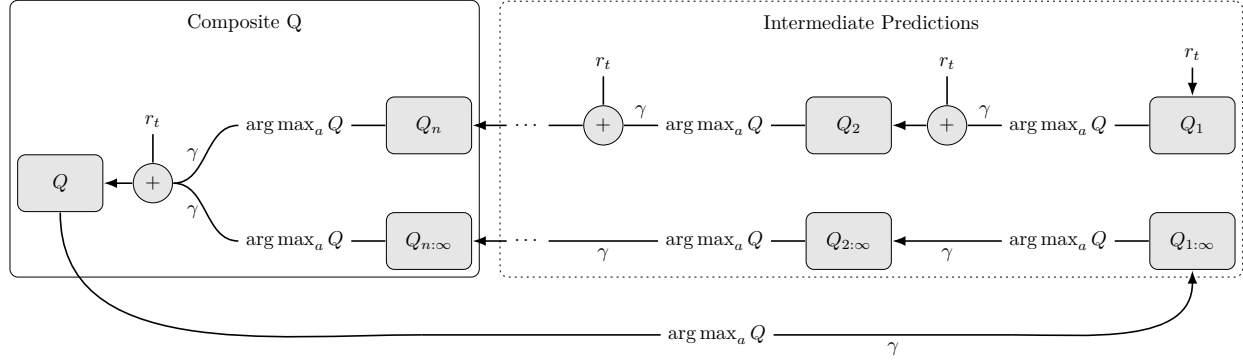 Composite Q
Intermediate Predictions
r_t
r_t
r_t
r_t
γ arg max_a Q Q_n ··· + γ arg max_a Q Q_2 + γ arg max_a Q Q_1
Q +
γ arg max_a Q Q_{n:∞} ··· γ arg max_a Q Q_{2:∞} γ arg max_a Q Q_{1:∞}
arg max_a Q
γ